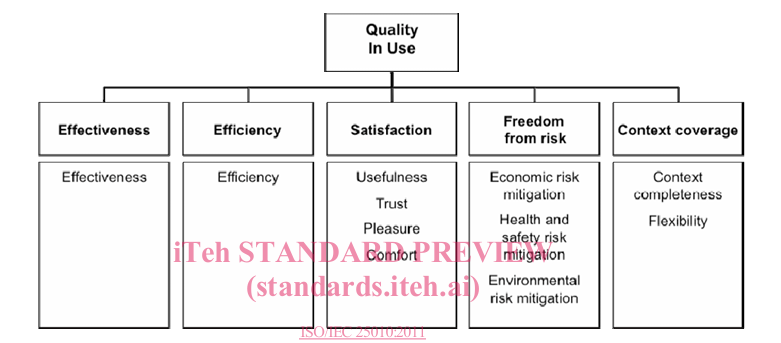 Quality
In Use
Effectiveness
Efficiency
Satisfaction
Freedom
from risk
Context coverage
Effectiveness
Efficiency
Usefulness
Trust
Pleasure
Comfort
Economic risk
mitigation
Health and
safety risk
mitigation
Environmental
risk mitigation
Context
completeness
Flexibility
iTeh STANDARD PREVIEW
(standards.iteh.ai)
ISO/IEC 25010:2011